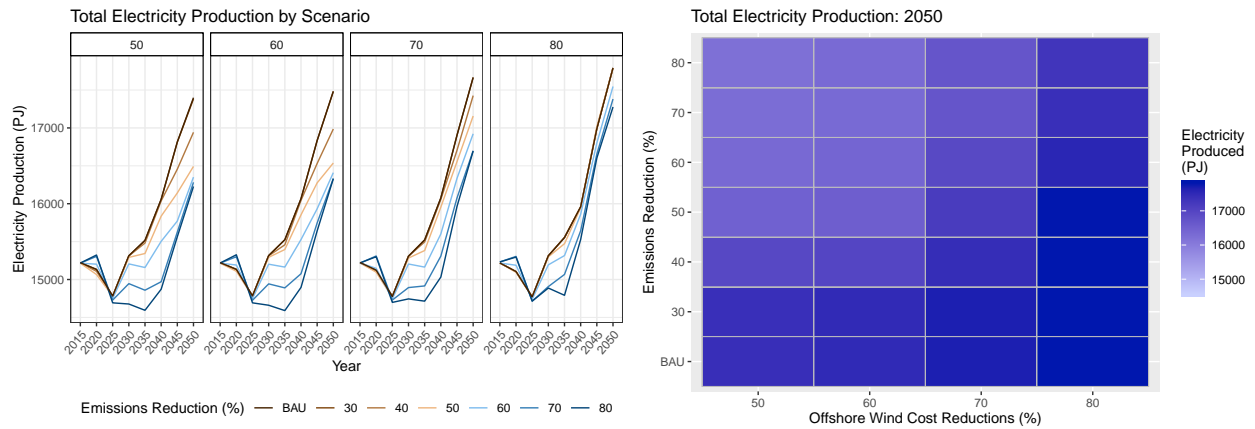 Total Electricity Production by Scenario
50
60
70
80
Electricity Production (PJ)
17000
16000
15000
2015 2020 2025 2030 2035 2040 2045 2050
2015 2020 2025 2030 2035 2040 2045 2050
2015 2020 2025 2030 2035 2040 2045 2050
2015 2020 2025 2030 2035 2040 2045 2050
Year
Emissions Reduction (%) BAU 30 40 50 60 70 80
Total Electricity Production: 2050
Emissions Reduction (%)
80
70
60
50
40
30
BAU
50 60 70 80
Offshore Wind Cost Reductions (%)
Electricity
Produced
(PJ)
17000
16000
15000